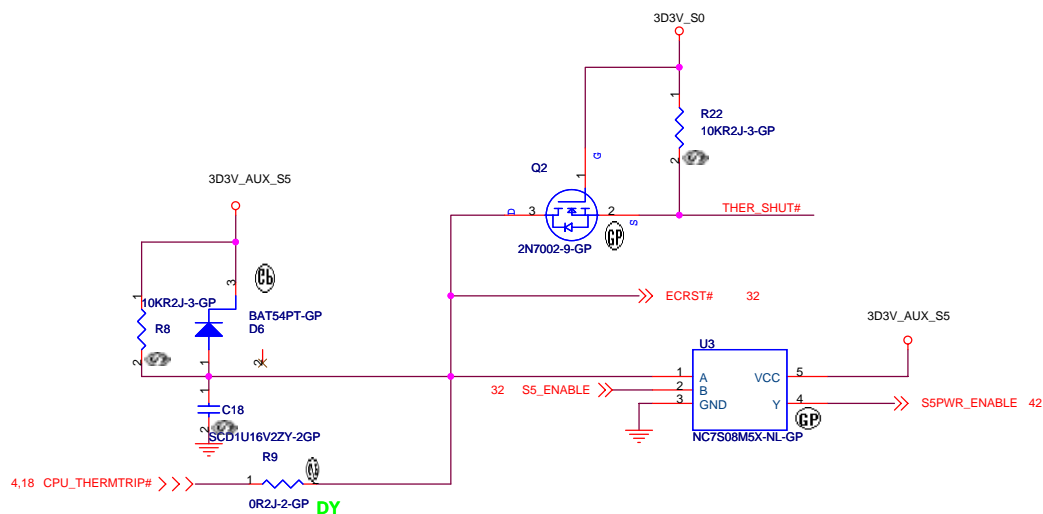 3D3V_S0
1
R22
10KR2J-3-GP
2
G
Q2
1
3D3V_AUX_S5
D
3
2
S
THER_SHUT#
GP
2N7002-9-GP
3
1
10KR2J-3-GP
BAT54PT-GP
ECRST# 32
R8
D6
3D3V_AUX_S5
2
1
2
U3
1
A
VCC
5
32 S5_ENABLE
2
B
3
GND
Y
4
S5PWR_ENABLE 42
1
C18
2
SCD1U16V2ZY-2GP
GP
NC7S08M5X-NL-GP
R9
4,18 CPU_THERMTRIP#
1
0R2J-2-GP
DY